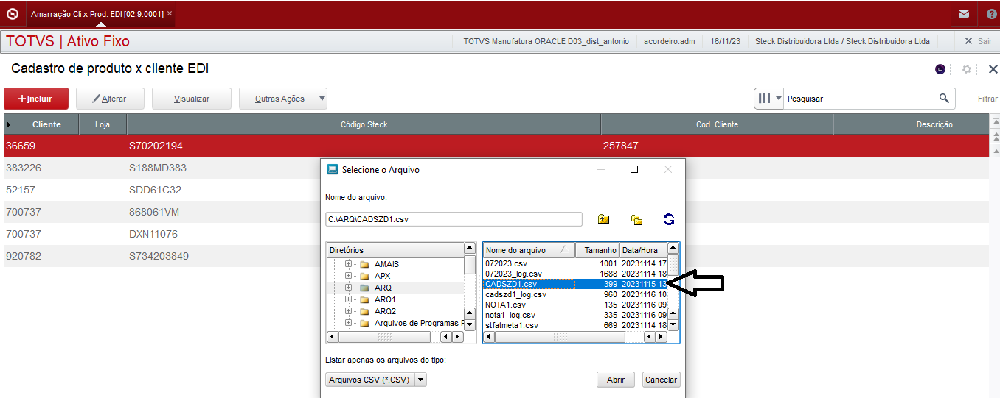 Amarração Cli x Prod. EDI [02.9.0001] ×
TOTVS | Ativo Fixo
TOTVS Manufatura ORACLE D03_dist_antonio
acordeiro.adm
16/11/23
Steck Distribuidora Ltda / Steck Distribuidora Ltda
Sair
Cadastro de produto x cliente EDI
+Incluir
Alterar
Visualizar
Outras Ações
Pesquisar
Filtrar
Cliente Loja Código Steck Cod. Cliente Descrição
36659 S70202194 257847
383226 S188MD383
52157 SDD61C32
700737 868061VM
700737 DXN11076
920782 S734203849
Selecione o Arquivo
Nome do arquivo:
C:\ARQ\CADSZD1.csv
Diretórios
AMAIS
APX
ARQ
ARQ1
ARQ2
Arquivos de Programas
Nome do arquivo Tamanho Data/Hora
072023.csv 1001 20231114 17
072023_log.csv 1688 20231114 18
CADSZD1.csv 399 20231115 13
cadszd1_log.csv 960 20231116 10
NOTA1.csv 135 20231116 09
nota1_log.csv 335 20231116 09
stfatmeta1.csv 669 20231114 18
Listar apenas os arquivos do tipo:
Arquivos CSV (*.CSV)
Abrir
Cancelar